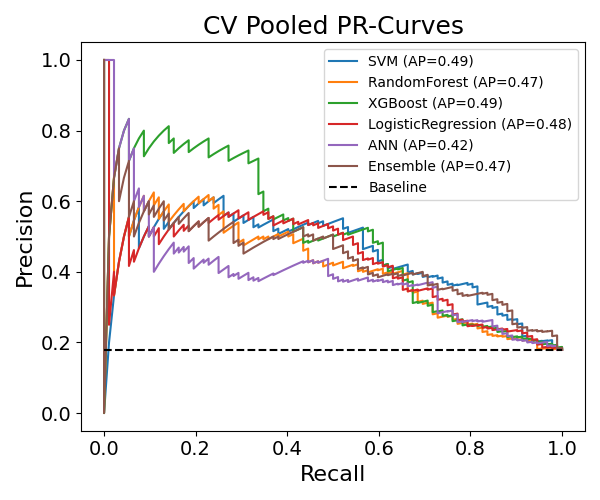 CV Pooled PR-Curves
SVM (AP=0.49)
RandomForest (AP=0.47)
XGBoost (AP=0.49)
LogisticRegression (AP=0.48)
ANN (AP=0.42)
Ensemble (AP=0.47)
Baseline
Precision
1.0
0.8
0.6
0.4
0.2
0.0
0.0 0.2 0.4 0.6 0.8 1.0
Recall